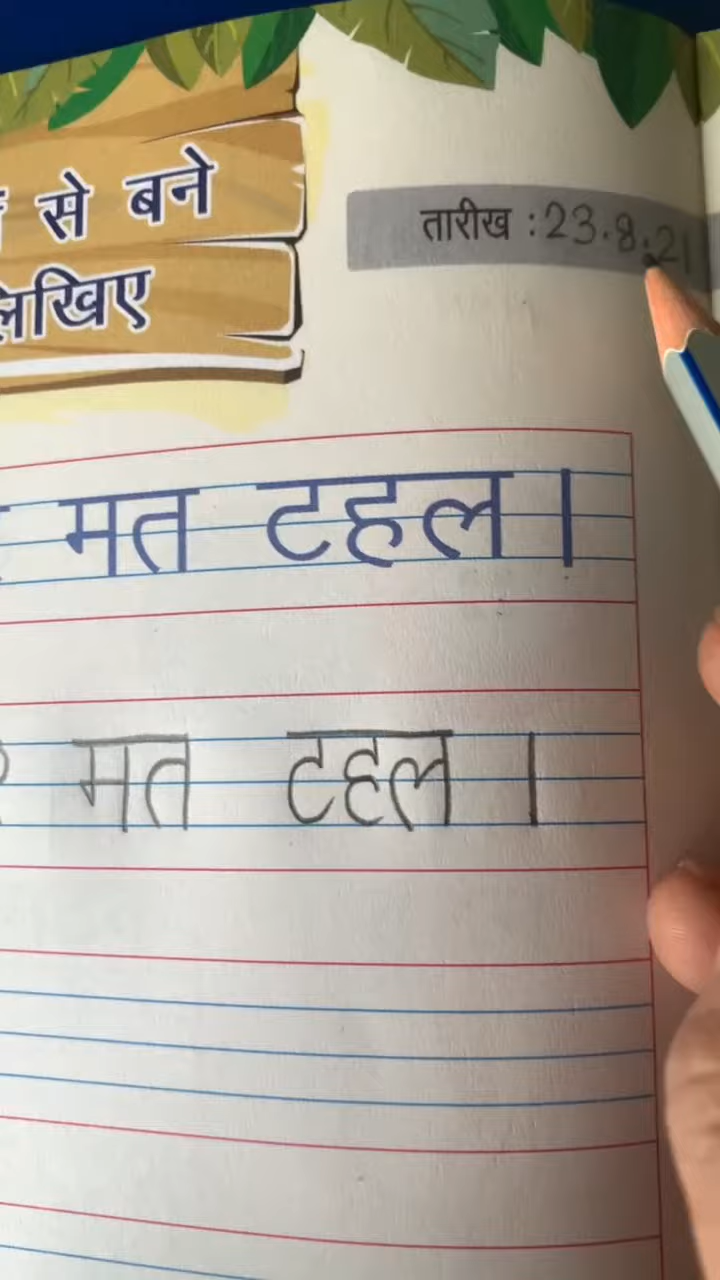 से बने
लिखिए
तारीख : 23.8.21
मत टहल।
मत टहल ।